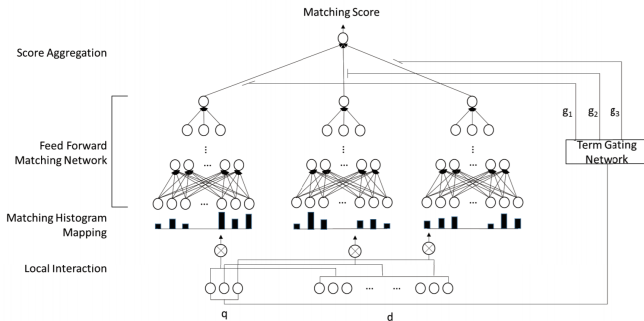 Matching Score
Score Aggregation
g₁ g₂ g₃
Feed Forward
Matching Network
Term Gating
Network
Matching Histogram
Mapping
Local Interaction
q
d